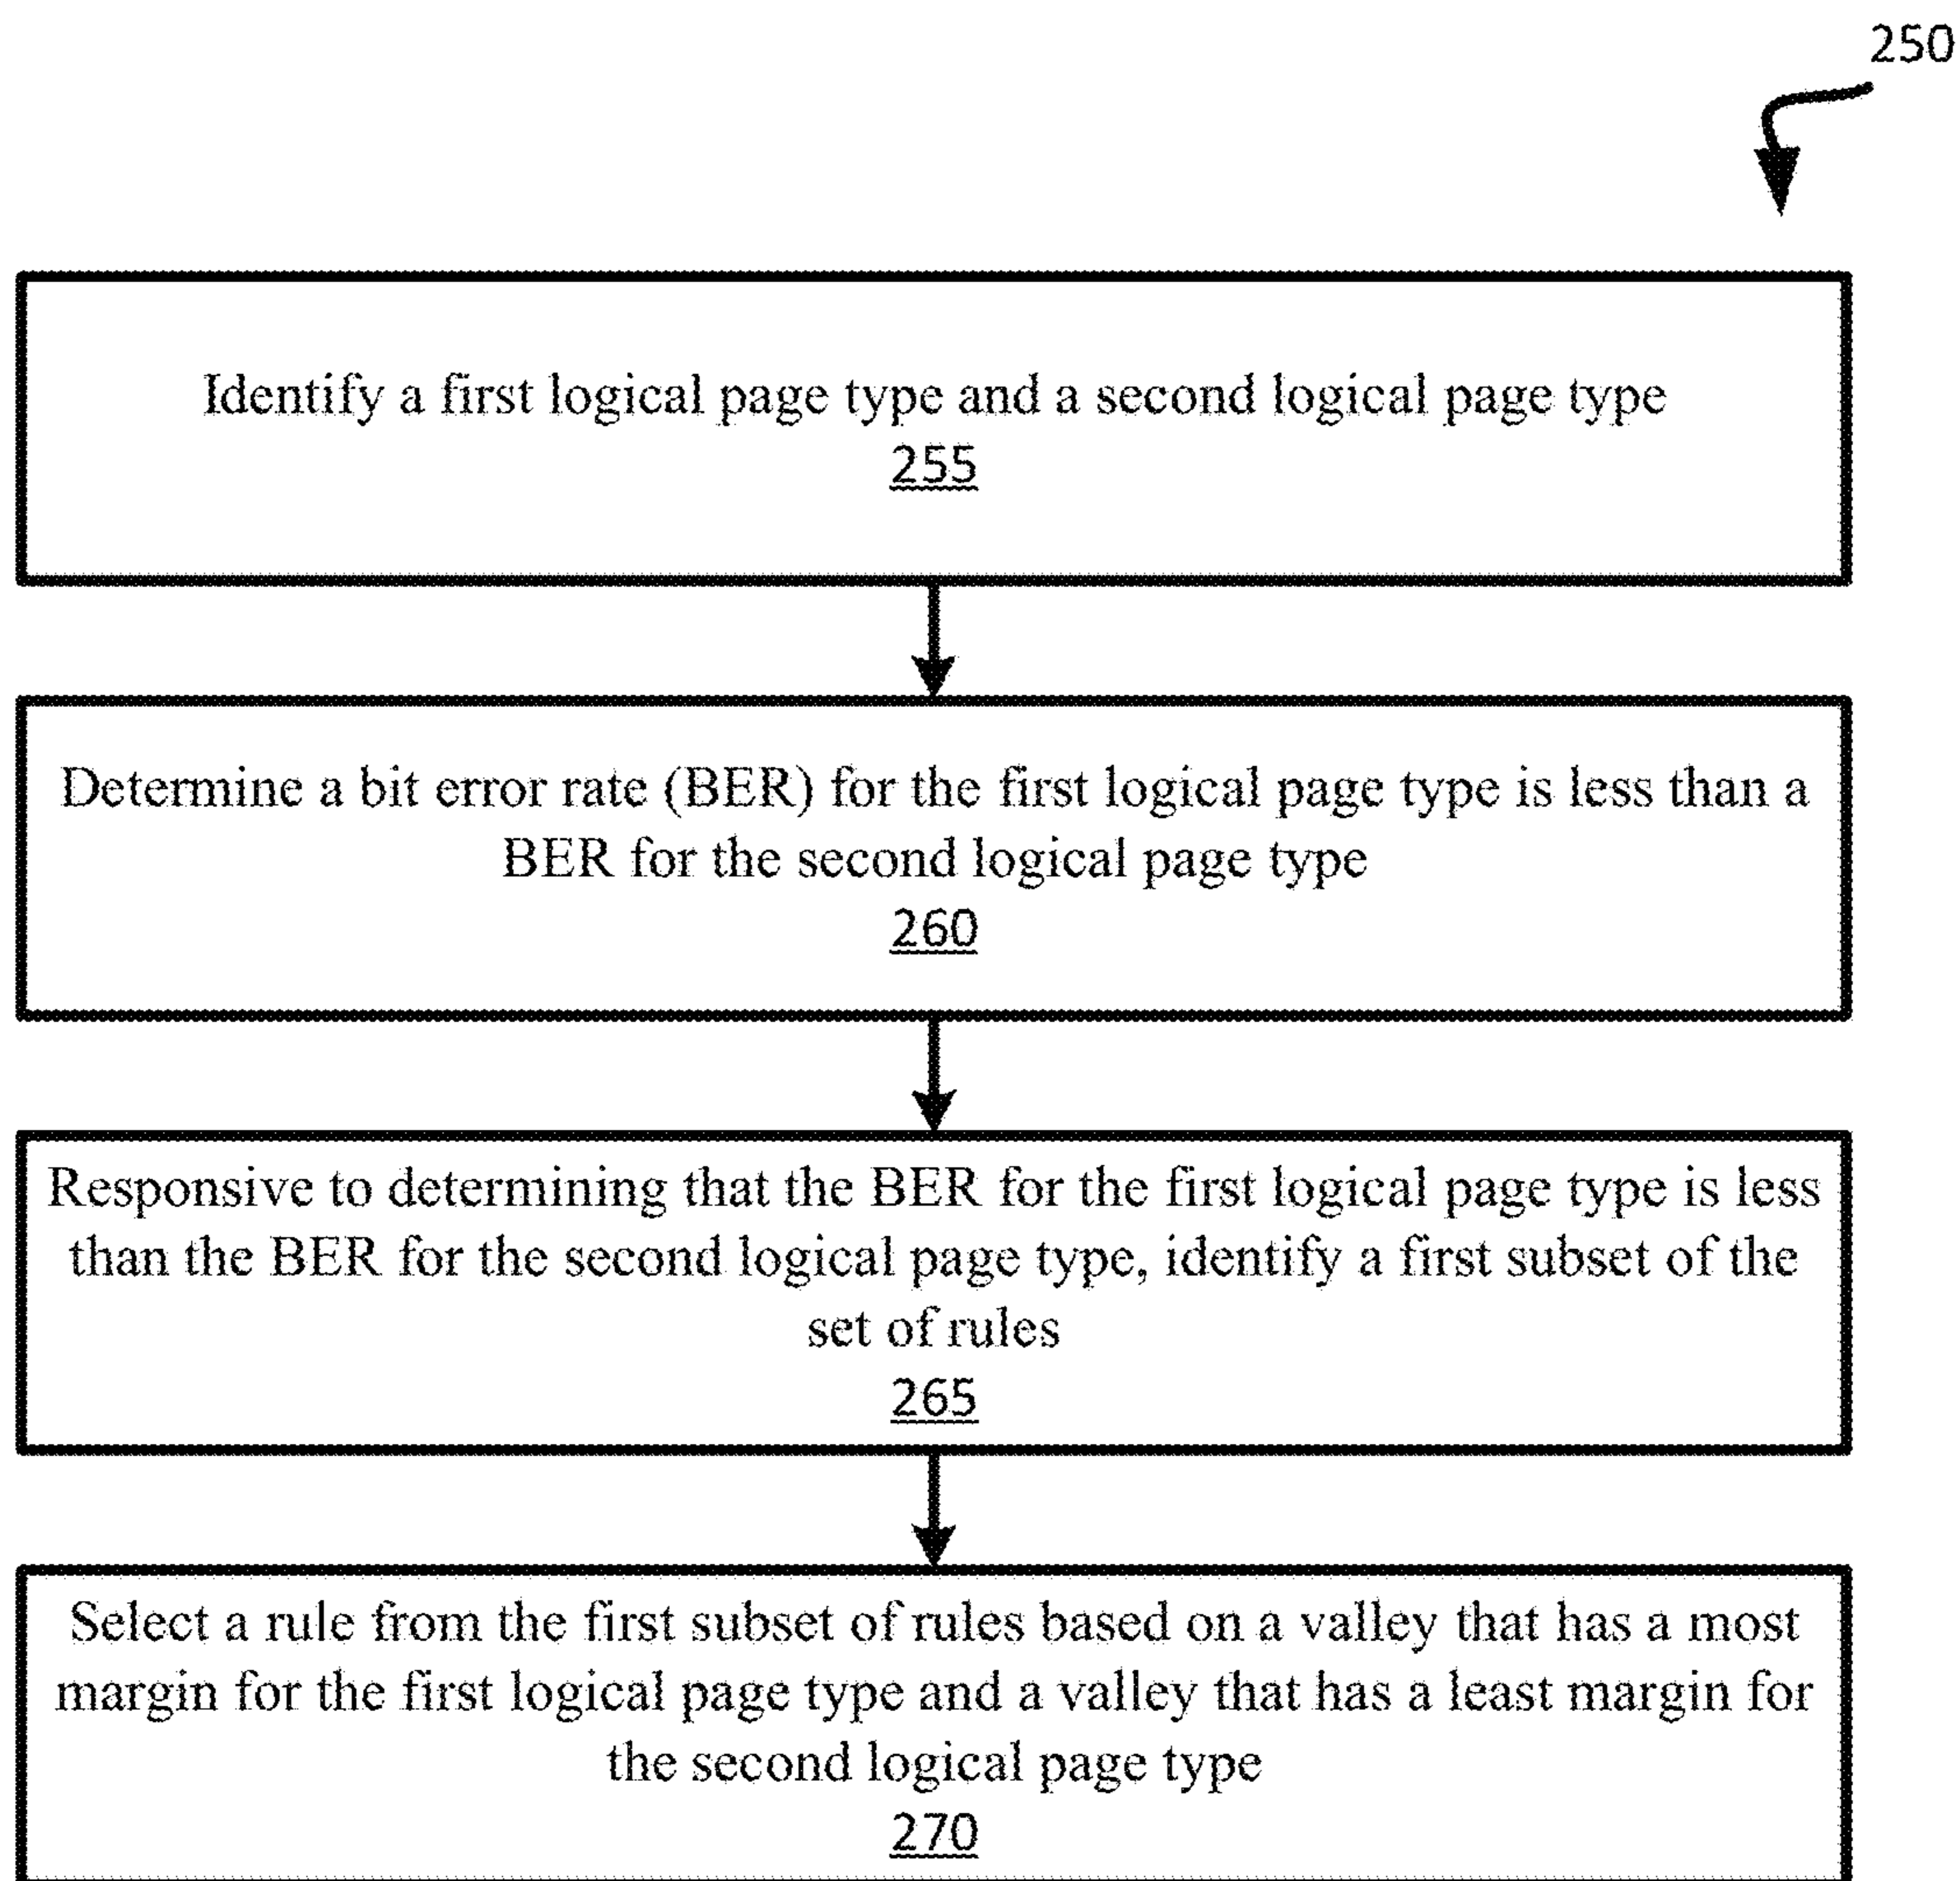 250
Identify a first logical page type and a second logical page type
255
Determine a bit error rate (BER) for the first logical page type is less than a
BER for the second logical page type
260
Responsive to determining that the BER for the first logical page type is less
than the BER for the second logical page type, identify a first subset of the
set of rules
265
Select a rule from the first subset of rules based on a valley that has a most
margin for the first logical page type and a valley that has a least margin for
the second logical page type
270